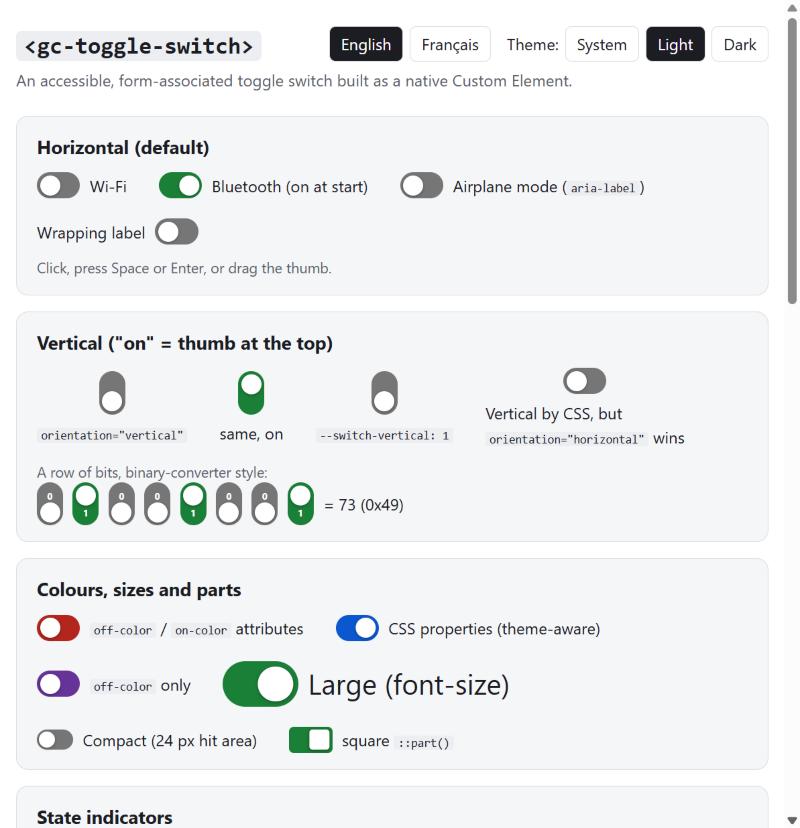 <gc-toggle-switch> English Français Theme: System Light Dark
An accessible, form-associated toggle switch built as a native Custom Element.
Horizontal (default)
Wi-Fi Bluetooth (on at start) Airplane mode ( aria-label )
Wrapping label
Click, press Space or Enter, or drag the thumb.
Vertical ("on" = thumb at the top)
Vertical by CSS, but
orientation="vertical" same, on --switch-vertical: 1 orientation="horizontal" wins
A row of bits, binary-converter style:
0 0 0 0 0
1 1 1 = 73 (0x49)
Colours, sizes and parts
off-color / on-color attributes CSS properties (theme-aware)
off-color only Large (font-size)
Compact (24 px hit area) square ::part()
State indicators